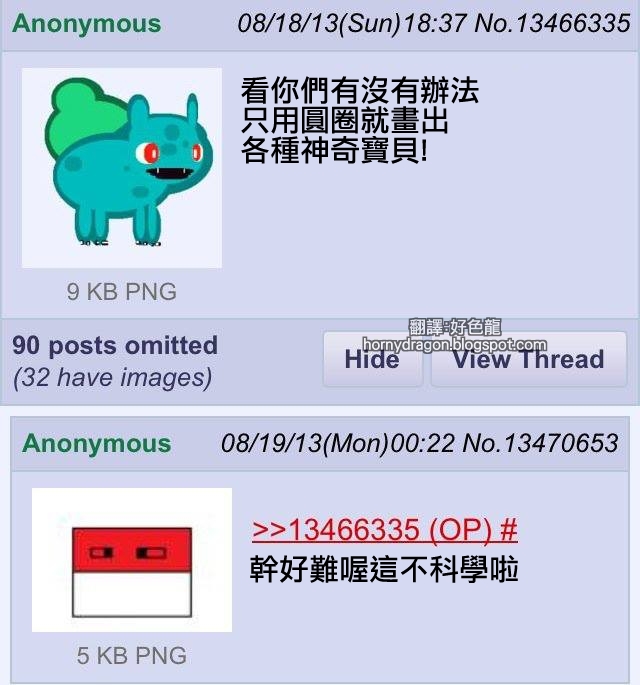 Anonymous 08/18/13(Sun)18:37 No.13466335
看你們有沒有辦法
只用圓圈就畫出
各種神奇寶貝!
9 KB PNG
翻譯:好色龍
hornydragon.blogspot.com
90 posts omitted
(32 have images)
Hide
View Thread
Anonymous 08/19/13(Mon)00:22 No.13470653
>>13466335 (OP) #
幹好難喔這不科學啦
5 KB PNG